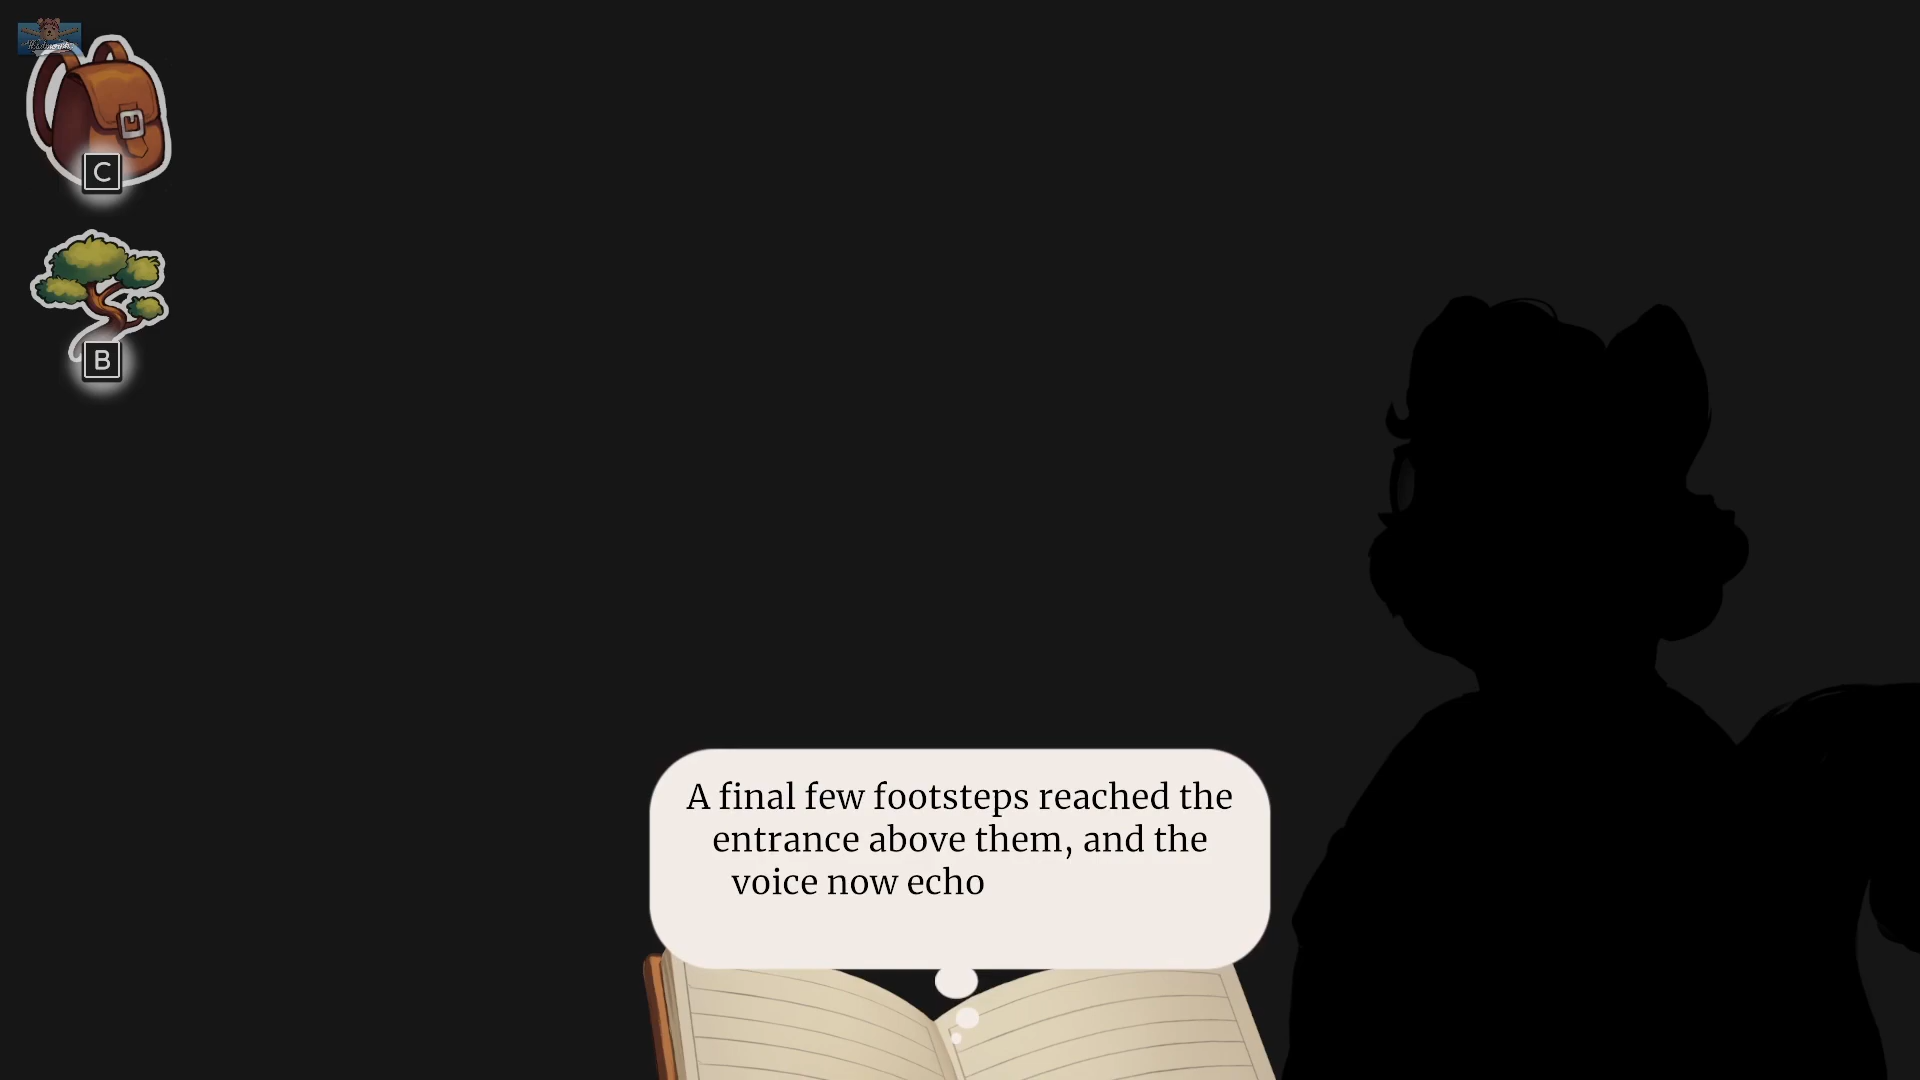 C
B
A final few footsteps reached the
entrance above them, and the
voice now echo